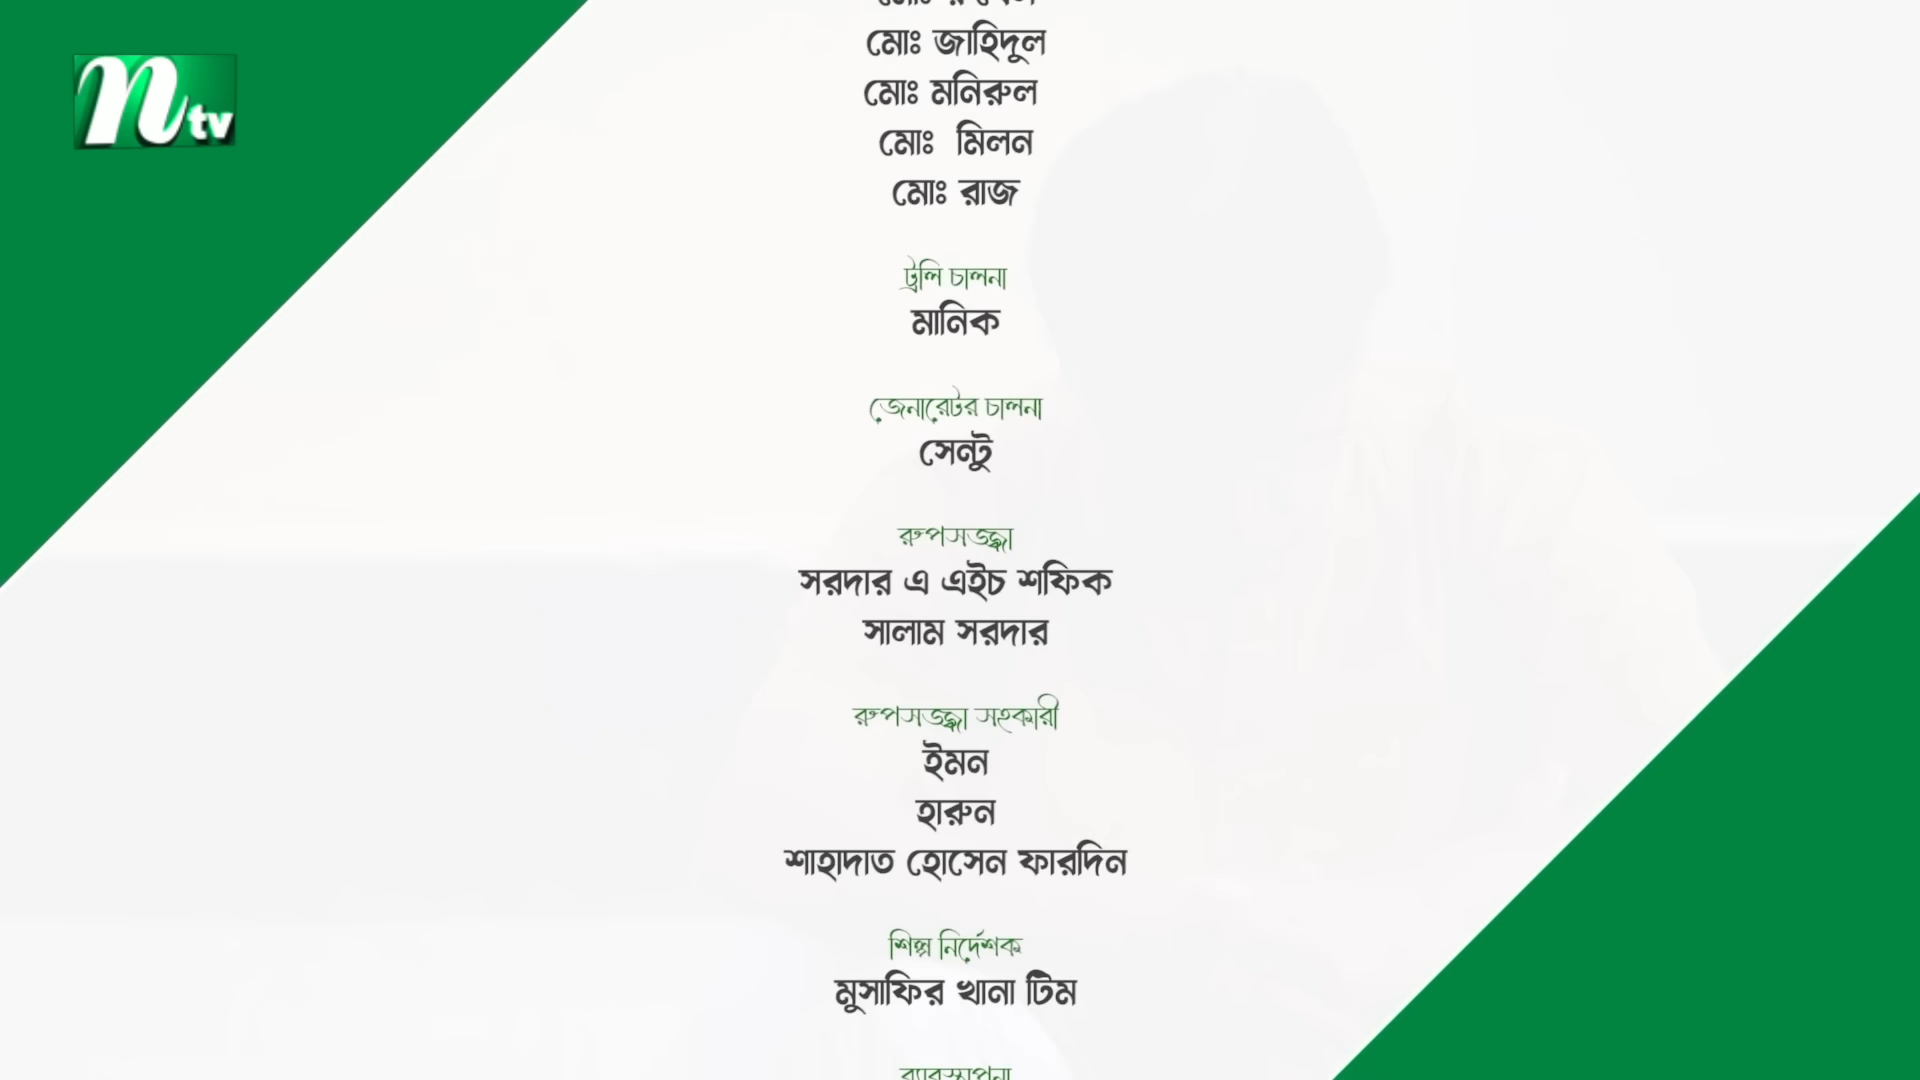 ntv
মোঃ জাহিদুল
মোঃ মনিরুল
মোঃ মিলন
মোঃ রাজ
ট্রলি চালনা
মানিক
জেনারেটর চালনা
সেন্টু
রুপসজ্জ্বা
সরদার এ এইচ শফিক
সালাম সরদার
রুপসজ্জ্বা সহকারী
ইমন
হারুন
শাহাদাত হোসেন ফারদিন
শিল্প নির্দেশক
মুসাফির খানা টিম